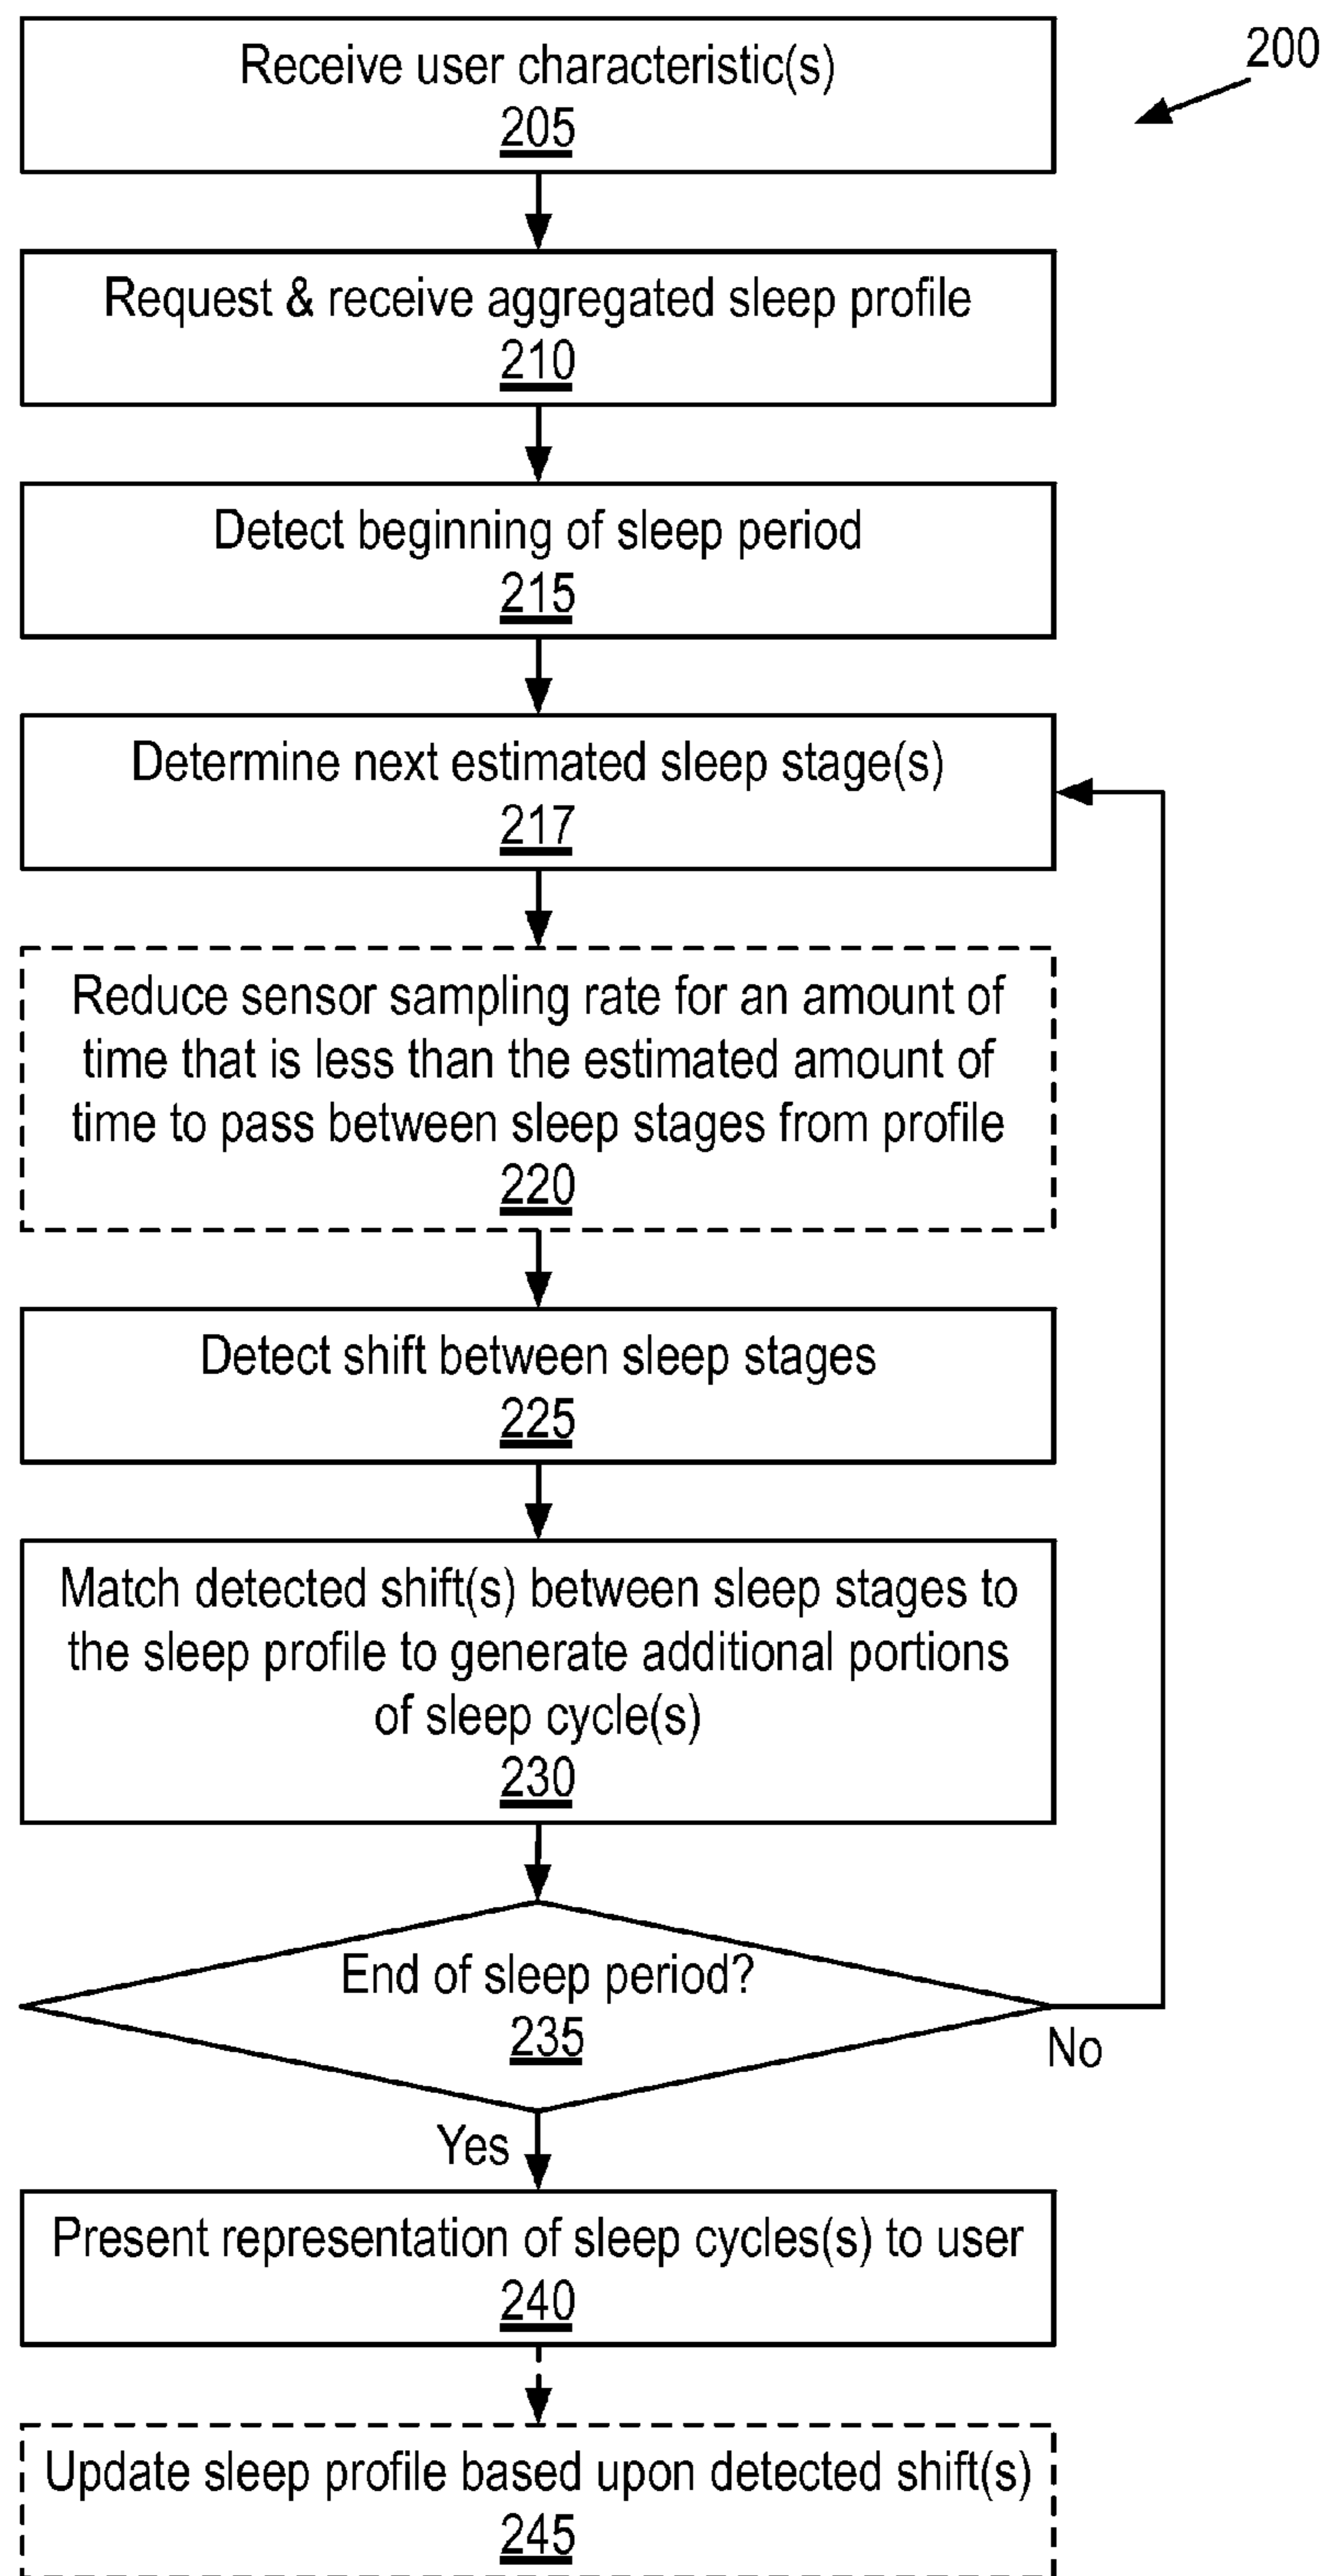 200
Receive user characteristic(s)
205
Request & receive aggregated sleep profile
210
Detect beginning of sleep period
215
Determine next estimated sleep stage(s)
217
Reduce sensor sampling rate for an amount of
time that is less than the estimated amount of
time to pass between sleep stages from profile
220
Detect shift between sleep stages
225
Match detected shift(s) between sleep stages to
the sleep profile to generate additional portions
of sleep cycle(s)
230
End of sleep period?
235
No
Yes
Present representation of sleep cycles(s) to user
240
Update sleep profile based upon detected shift(s)
245